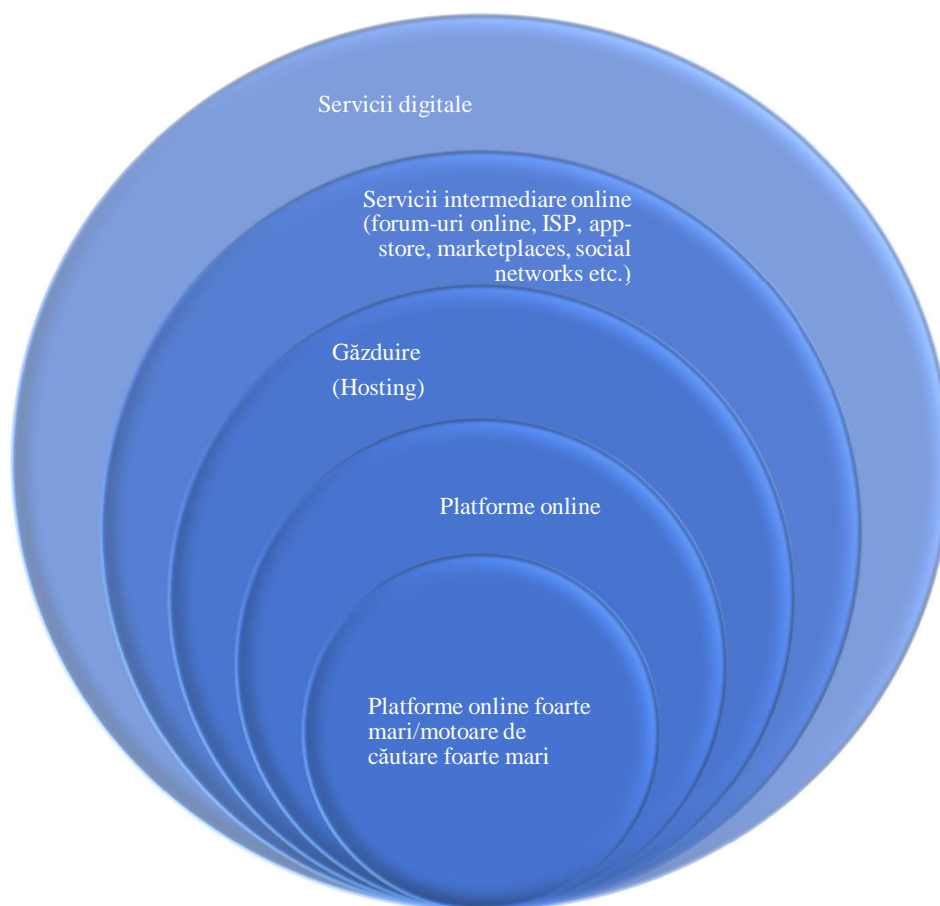 Servicii digitale
Servicii intermediare online
(forum-uri online, ISP, app-
store, marketplaces, social
networks etc.)
Găzduire
(Hosting)
Platforme online
Platforme online foarte
mari/motoare de
căutare foarte mari